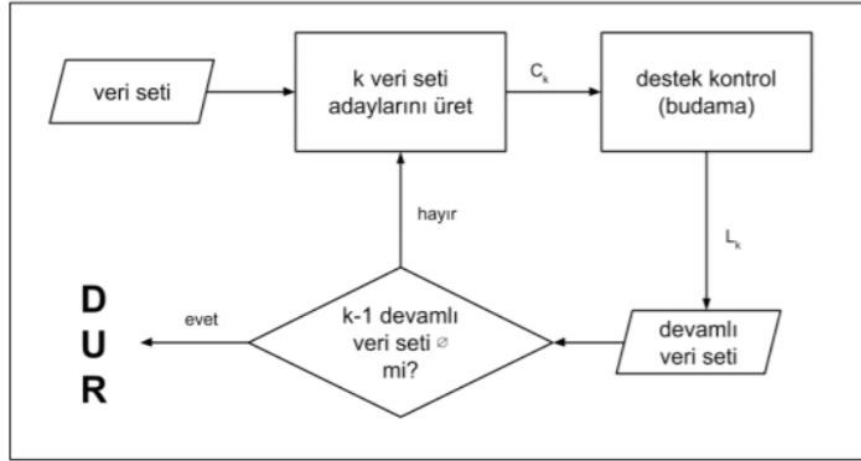 veri seti
k veri seti
adaylarını üret
Ck
destek kontrol
(budama)
hayır
Lk
D
U
R
evet
k-1 devamlı
veri seti ∅
mi?
devamlı
veri seti